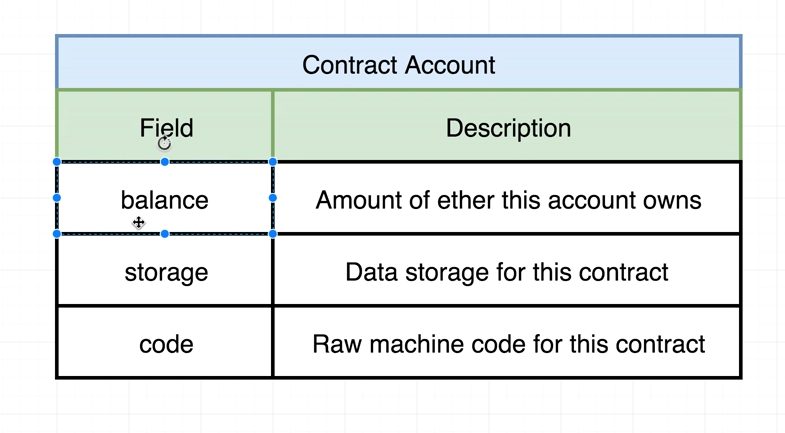 Contract Account
Field Description
balance Amount of ether this account owns
storage Data storage for this contract
code Raw machine code for this contract